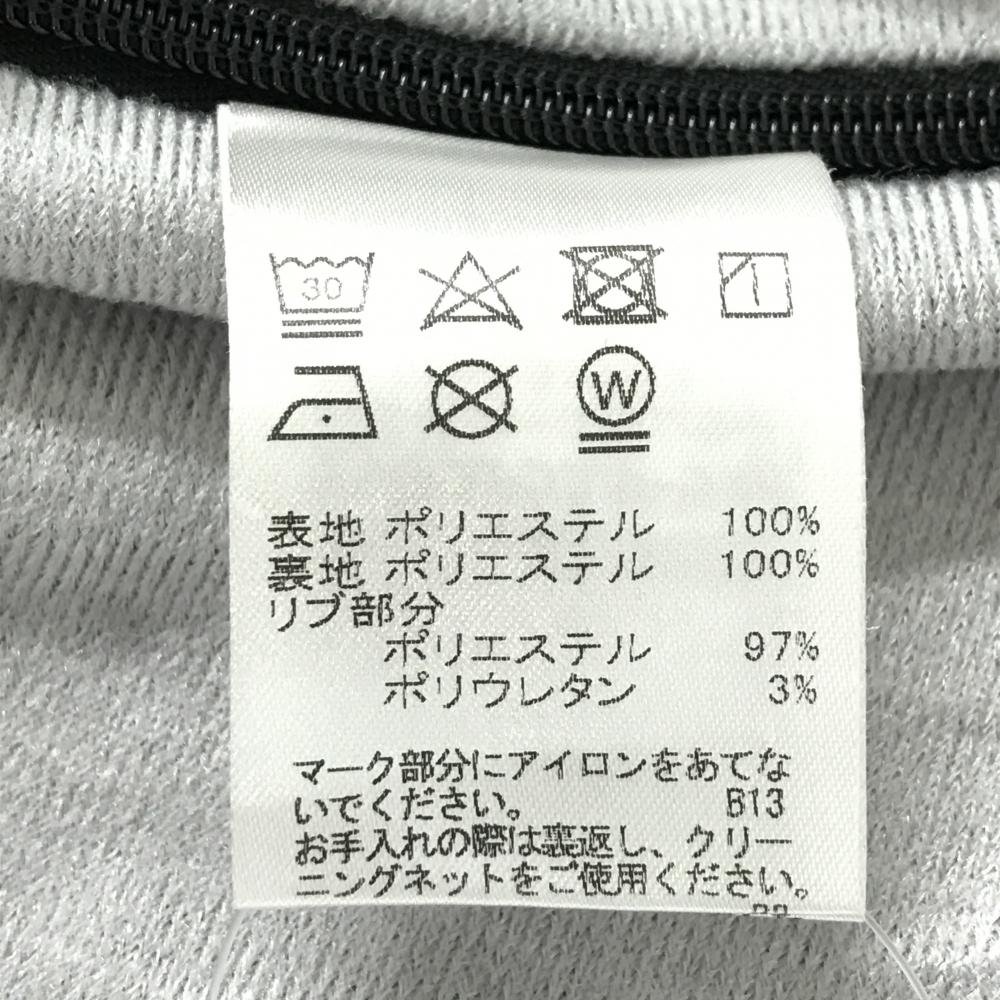 30
W
表地 ポリエステル 100%
裏地 ポリエステル 100%
リブ部分
ポリエステル 97%
ポリウレタン 3%
マーク部分にアイロンをあてな
いでください。 B13
お手入れの際は裏返し、クリー
ニングネットをご使用ください。